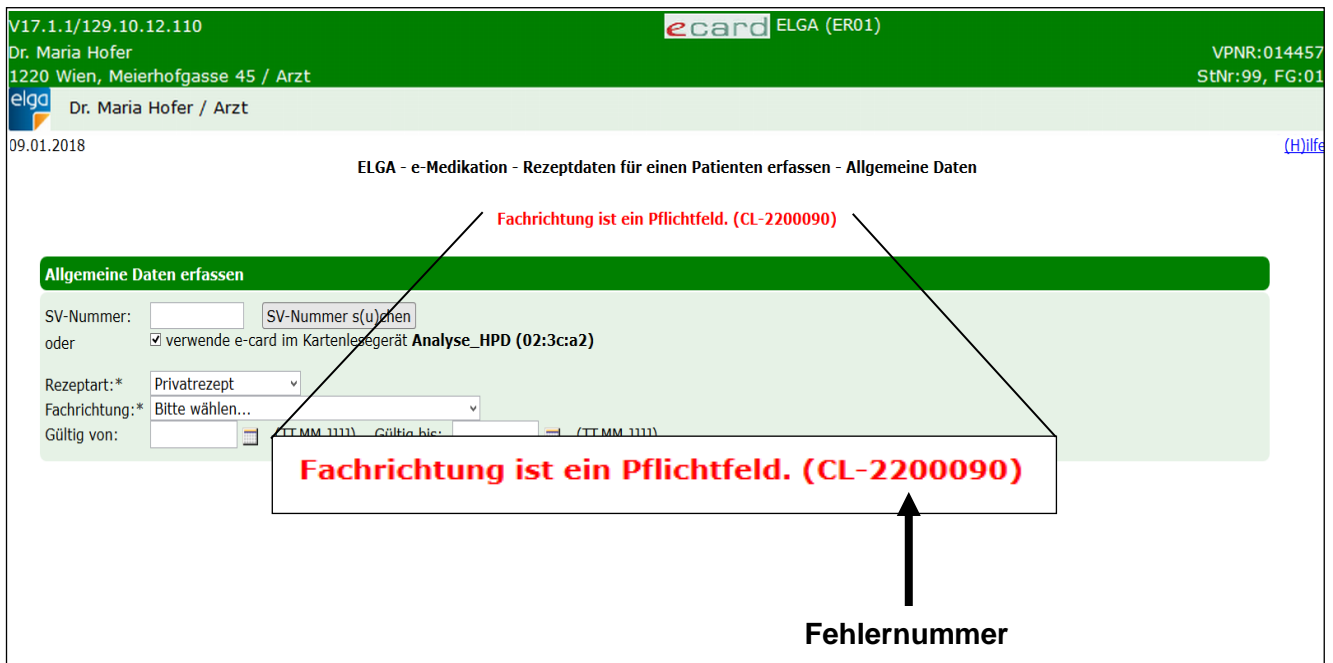 V17.1.1/129.10.12.110 ecard ELGA (ER01)
Dr. Maria Hofer VPNR:014457
1220 Wien, Meierhofgasse 45 / Arzt StNr:99, FG:01
elga Dr. Maria Hofer / Arzt
09.01.2018 (H)ilfe
ELGA - e-Medikation - Rezeptdaten für einen Patienten erfassen - Allgemeine Daten
Fachrichtung ist ein Pflichtfeld. (CL-2200090)
Allgemeine Daten erfassen
SV-Nummer: SV-Nummer s(u)chen
oder verwende e-card im Kartenlesegerät Analyse_HPD (02:3c:a2)
Rezeptart:* Privatrezept
Fachrichtung:* Bitte wählen...
Gültig von: (TT.MM.JJJJ) Gültig bis: (TT.MM.JJJJ)
Fachrichtung ist ein Pflichtfeld. (CL-2200090)
Fehlernummer